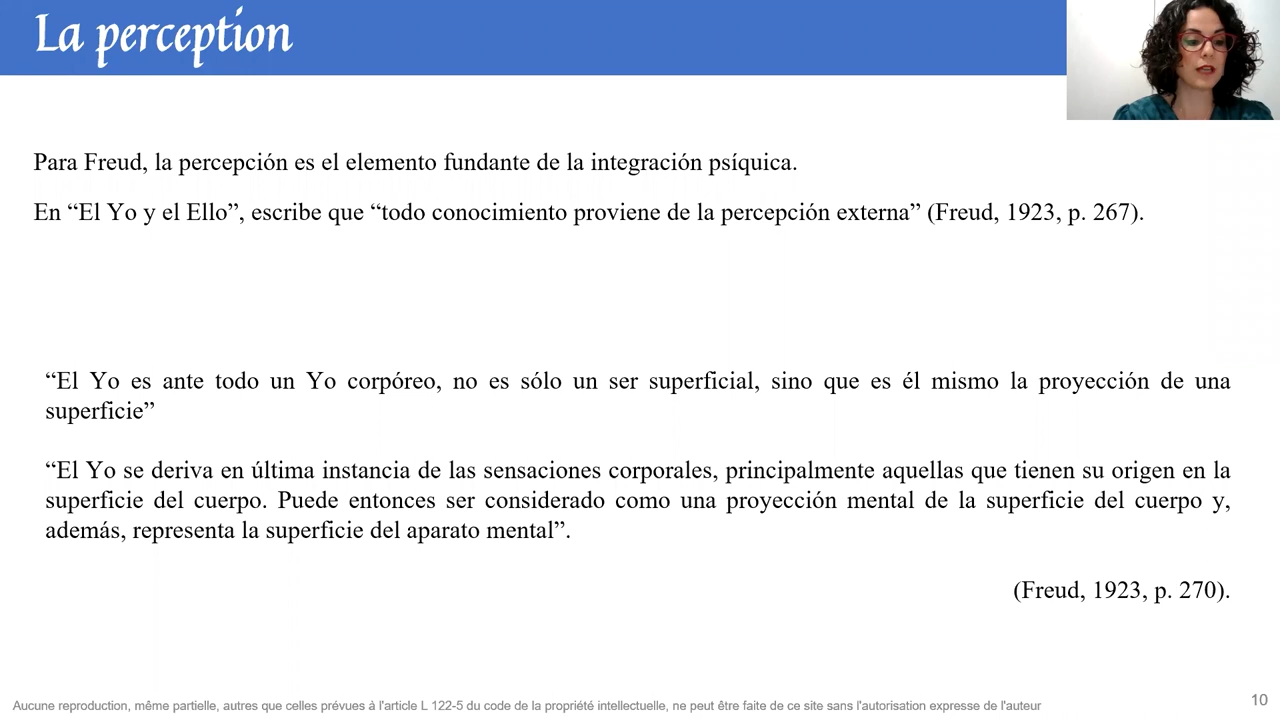 La perception
Para Freud, la percepción es el elemento fundante de la integración psíquica.
En “El Yo y el Ello”, escribe que “todo conocimiento proviene de la percepción externa” (Freud, 1923, p. 267).
“El Yo es ante todo un Yo corpóreo, no es sólo un ser superficial, sino que es él mismo la proyección de una
superficie”
“El Yo se deriva en última instancia de las sensaciones corporales, principalmente aquellas que tienen su origen en la
superficie del cuerpo. Puede entonces ser considerado como una proyección mental de la superficie del cuerpo y,
además, representa la superficie del aparato mental”.
(Freud, 1923, p. 270).
Aucune reproduction, même partielle, autres que celles prévues à l'article L 122-5 du code de la propriété intellectuelle, ne peut être faite de ce site sans l'autorisation expresse de l'auteur
10